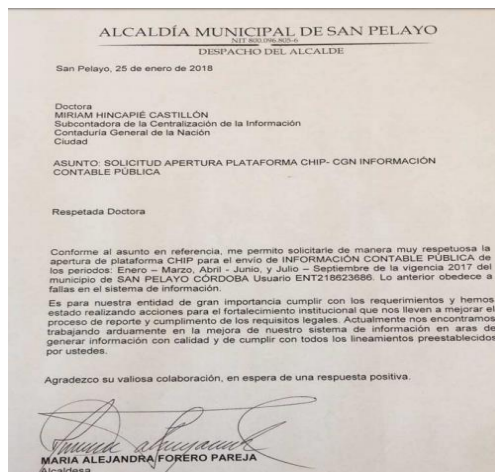 ALCALDÍA MUNICIPAL DE SAN PELAYO
NIT 800.096.805-6
DESPACHO DEL ALCALDE
San Pelayo, 25 de enero de 2018
Doctora
MIRIAM HINCAPIÉ CASTILLÓN
Subcontadora de la Centralización de la Información
Contaduría General de la Nación
Ciudad
ASUNTO: SOLICITUD APERTURA PLATAFORMA CHIP- CGN INFORMACIÓN
CONTABLE PÚBLICA
Respetada Doctora
Conforme al asunto en referencia, me permito solicitarle de manera muy respetuosa la
apertura de plataforma CHIP para el envío de INFORMACIÓN CONTABLE PÚBLICA de
los periodos: Enero – Marzo, Abril - Junio, y Julio – Septiembre de la vigencia 2017 del
municipio de SAN PELAYO CÓRDOBA Usuario ENT218623686. Lo anterior obedece a
fallas en el sistema de información.
Es para nuestra entidad de gran importancia cumplir con los requerimientos y hemos
estado realizando acciones para el fortalecimiento institucional que nos lleven a mejorar el
proceso de reporte y cumplimento de los requisitos legales. Actualmente nos encontramos
trabajando arduamente en la mejora de nuestro sistema de información en aras de
generar información con calidad y de cumplir con todos los lineamientos preestablecidos
por ustedes.
Agradezco su valiosa colaboración, en espera de una respuesta positiva.
MARIA ALEJANDRA FORERO PAREJA
Alcaldesa